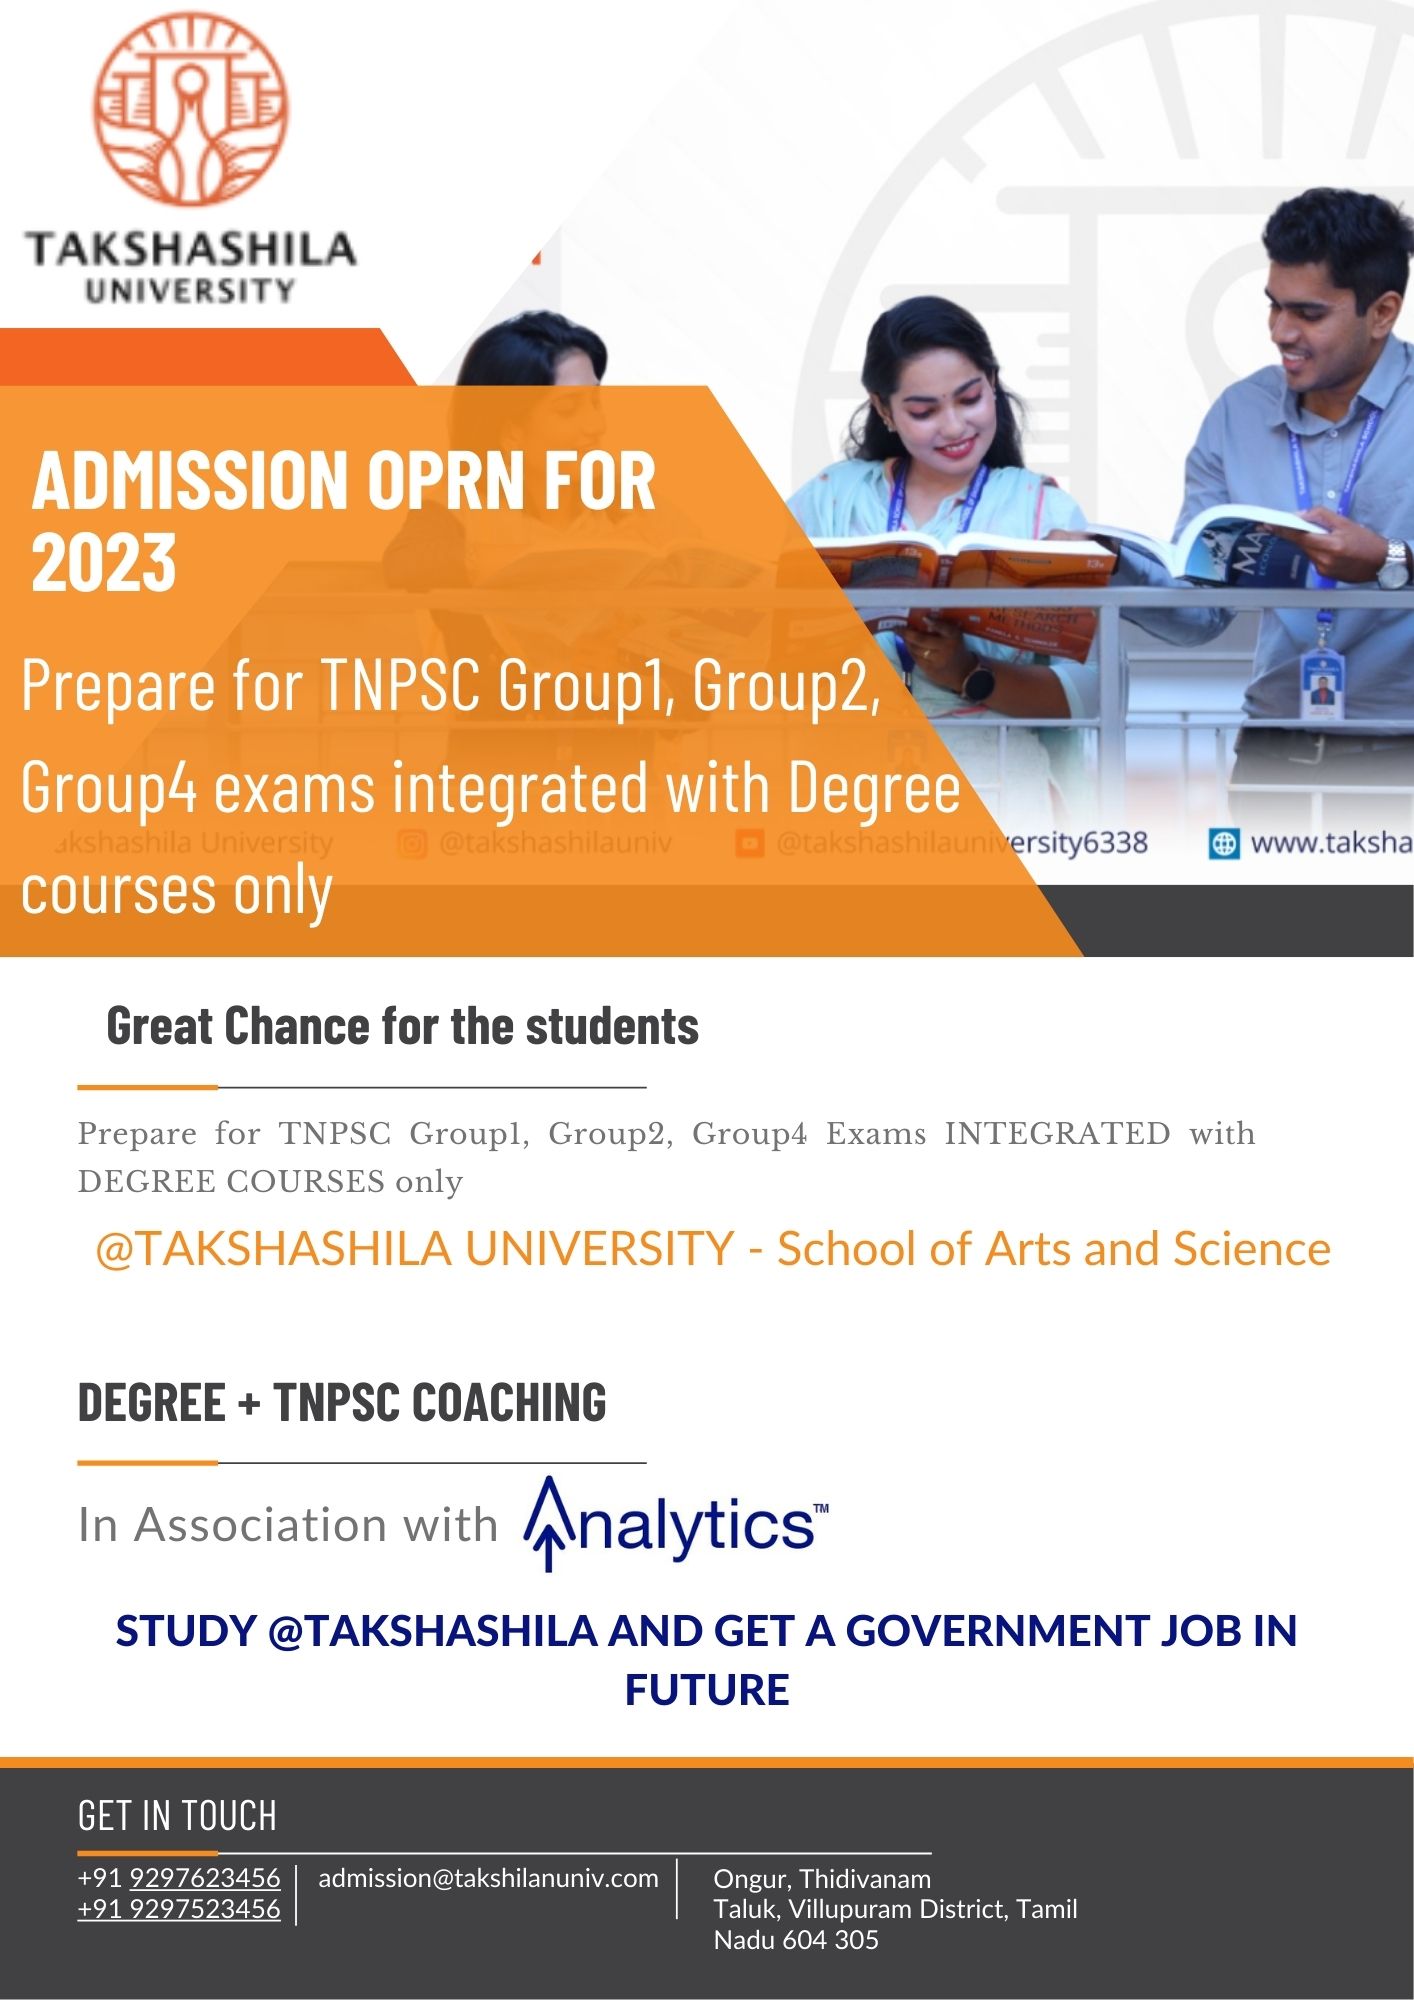 TAKSHASHILA
UNIVERSITY
ADMISSION OPRN FOR
2023
Prepare for TNPSC Group1, Group2,
Group4 exams integrated with Degree
courses only
akshashila University @takshashilauniv @takshashilauniversity6338 www.taksha
Great Chance for the students
Prepare for TNPSC Group1, Group2, Group4 Exams INTEGRATED with
DEGREE COURSES only
@TAKSHASHILA UNIVERSITY - School of Arts and Science
DEGREE + TNPSC COACHING
In Association with Analytics™
STUDY @TAKSHASHILA AND GET A GOVERNMENT JOB IN
FUTURE
GET IN TOUCH
+91 9297623456
+91 9297523456
admission@takshilanuniv.com
Ongur, Thidivanam
Taluk, Villupuram District, Tamil
Nadu 604 305